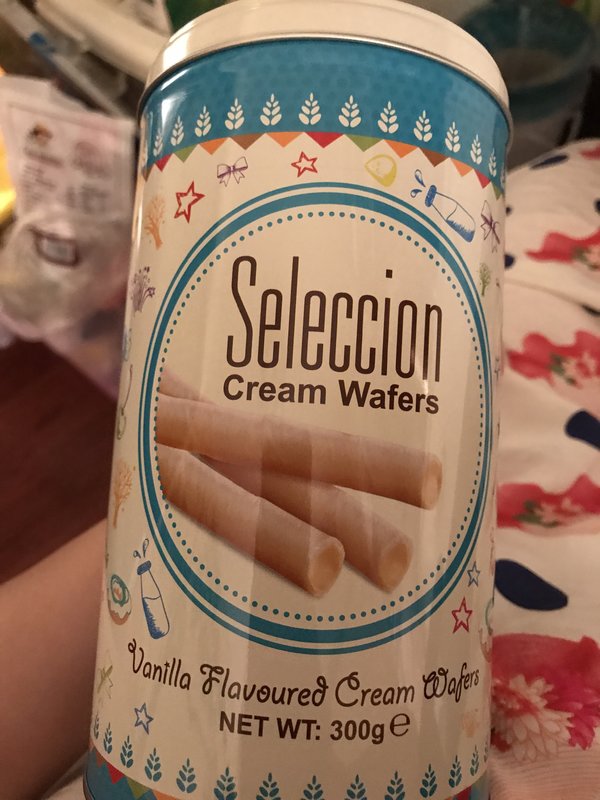 Seleccion
Cream Wafers
Vanilla Flavoured Cream Wafers
NET WT: 300g ℮